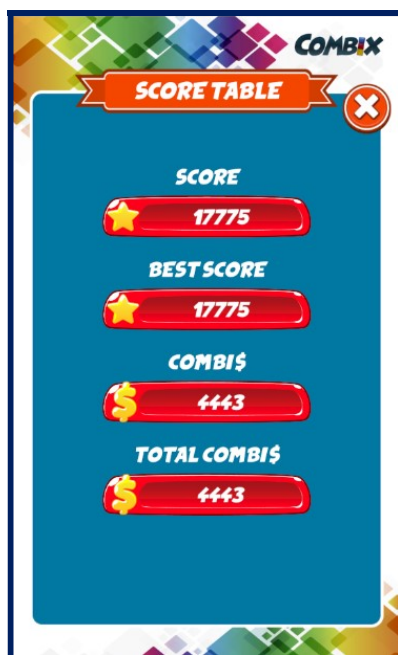 COMBIX
SCORE TABLE
SCORE
17775
BEST SCORE
17775
COMBI$
4443
TOTAL COMBI$
4443